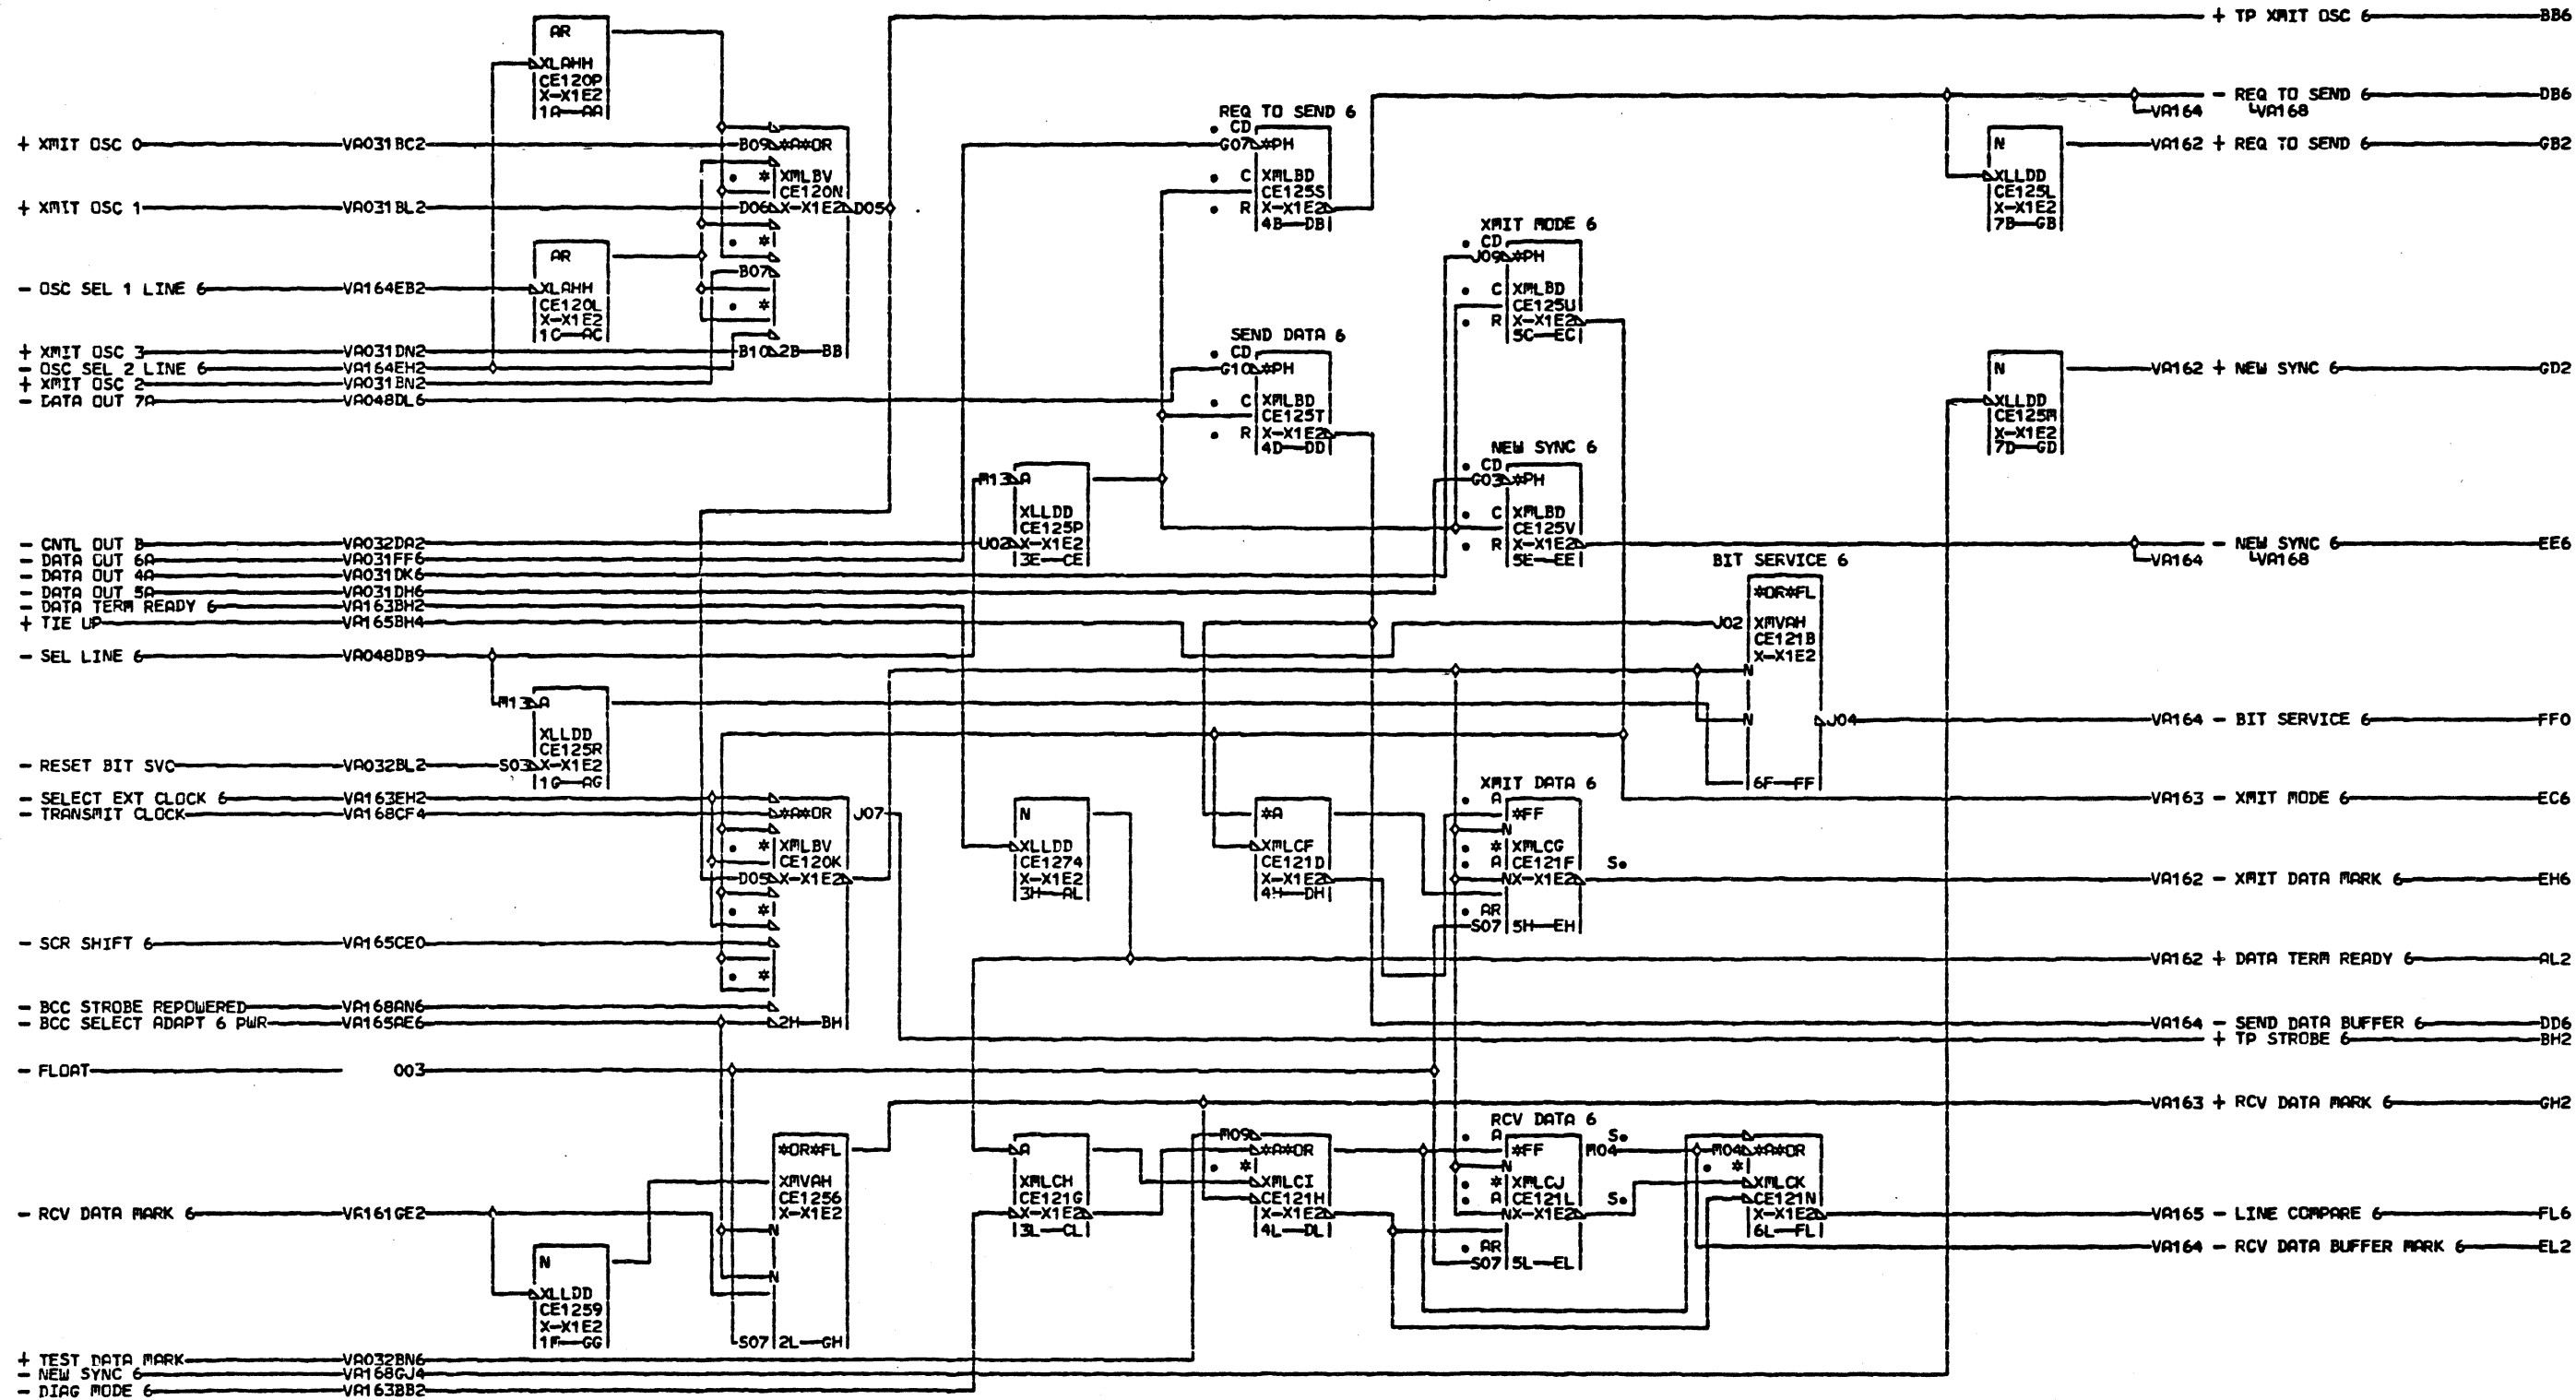 + TP XMIT OSC 6 BB6
AR
XLAHH
CE120P
X-X1E2
1A AA
- REQ TO SEND 6 DB6
VA164 VA168
+ XMIT OSC 0 VA031BC2
B09 *A*OR
* XMLBV
CE120N
+ XMIT OSC 1 VA031BL2
D06 X-X1E2 D05
*
B07
*
B10 2B BB
REQ TO SEND 6
CD
G07 *PH
C XMLBD
CE125S
R X-X1E2
4B DB
N
XLLDD
CE125L
X-X1E2
7B GB
VA162 + REQ TO SEND 6 GB2
AR
XLAHH
CE120L
X-X1E2
1C AC
- OSC SEL 1 LINE 6 VA164EB2
XMIT MODE 6
CD
J09 *PH
C XMLBD
CE125U
R X-X1E2
5C EC
+ XMIT OSC 3 VA031DN2
- OSC SEL 2 LINE 6 VA164EH2
+ XMIT OSC 2 VA031BN2
- DATA OUT 7A VA048DL6
SEND DATA 6
CD
G10 *PH
C XMLBD
CE125T
R X-X1E2
4D DD
N
XLLDD
CE125M
X-X1E2
7D GD
VA162 + NEW SYNC 6 GD2
M13 A
XLLDD
CE125P
U02 X-X1E2
3E CE
NEW SYNC 6
CD
G03 *PH
C XMLBD
CE125V
R X-X1E2
5E EE
- NEW SYNC 6 EE6
VA164 VA168
- CNTL OUT B VA032DA2
- DATA OUT 6A VA031FF6
- DATA OUT 4A VA031DK6
- DATA OUT 5A VA031DH6
- DATA TERM READY 6 VA163BH2
+ TIE UP VA165BH4
- SEL LINE 6 VA048DB9
BIT SERVICE 6
*OR*FL
J02 XMVAH
CE121B
X-X1E2
N
N J04
6F FF
VA164 - BIT SERVICE 6 FF0
M13 A
XLLDD
CE125R
S03 X-X1E2
1G AG
- RESET BIT SVC VA032BL2
- SELECT EXT CLOCK 6 VA163EH2
- TRANSMIT CLOCK VA168CF4
*A*OR J07
* XMLBV
CE120K
D05 X-X1E2
*
*
2H BH
N
XLLDD
CE1274
X-X1E2
3H AL
*A
XMLCF
CE121D
X-X1E2
4H DH
XMIT DATA 6
A
*FF
N
* XMLCG
A CE121F S
NX-X1E2
AR
S07 5H EH
VA163 - XMIT MODE 6 EC6
VA162 - XMIT DATA MARK 6 EH6
- SCR SHIFT 6 VA165CE0
VA162 + DATA TERM READY 6 AL2
- BCC STROBE REPOWERED VA168AN6
- BCC SELECT ADAPT 6 PWR VA165AE6
VA164 - SEND DATA BUFFER 6 DD6
+ TP STROBE 6 BH2
- FLOAT 003
VA163 + RCV DATA MARK 6 GH2
*OR*FL
XMVAH
CE1256
X-X1E2
N
N
S07 2L GH
A
XMLCH
CE121G
X-X1E2
3L CL
M09
*A*OR
*
XMLCI
CE121H
X-X1E2
4L DL
RCV DATA 6
A S
*FF M04
N
* XMLCJ
A CE121L S
NX-X1E2
AR
S07 5L EL
M04 *A*OR
*
XMLCK
CE121N
X-X1E2
6L FL
- RCV DATA MARK 6 VA161GE2
VA165 - LINE COMPARE 6 FL6
VA164 - RCV DATA BUFFER MARK 6 EL2
N
XLLDD
CE1259
X-X1E2
1M GG
+ TEST DATA MARK VA032BN6
- NEW SYNC 6 VA168GJ4
- DIAG MODE 6 VA163BB2